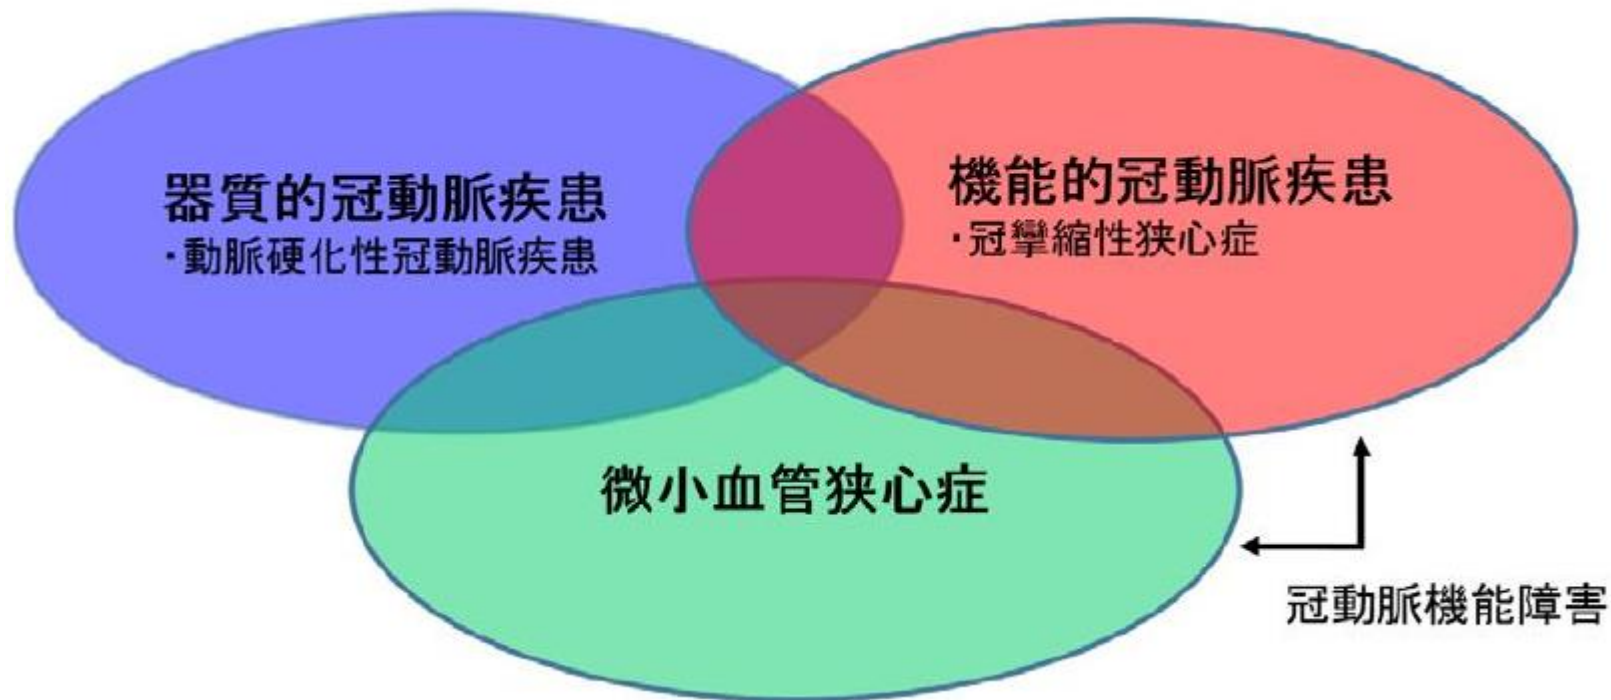 器質的冠動脈疾患
・動脈硬化性冠動脈疾患
機能的冠動脈疾患
・冠攣縮性狭心症
微小血管狭心症
冠動脈機能障害